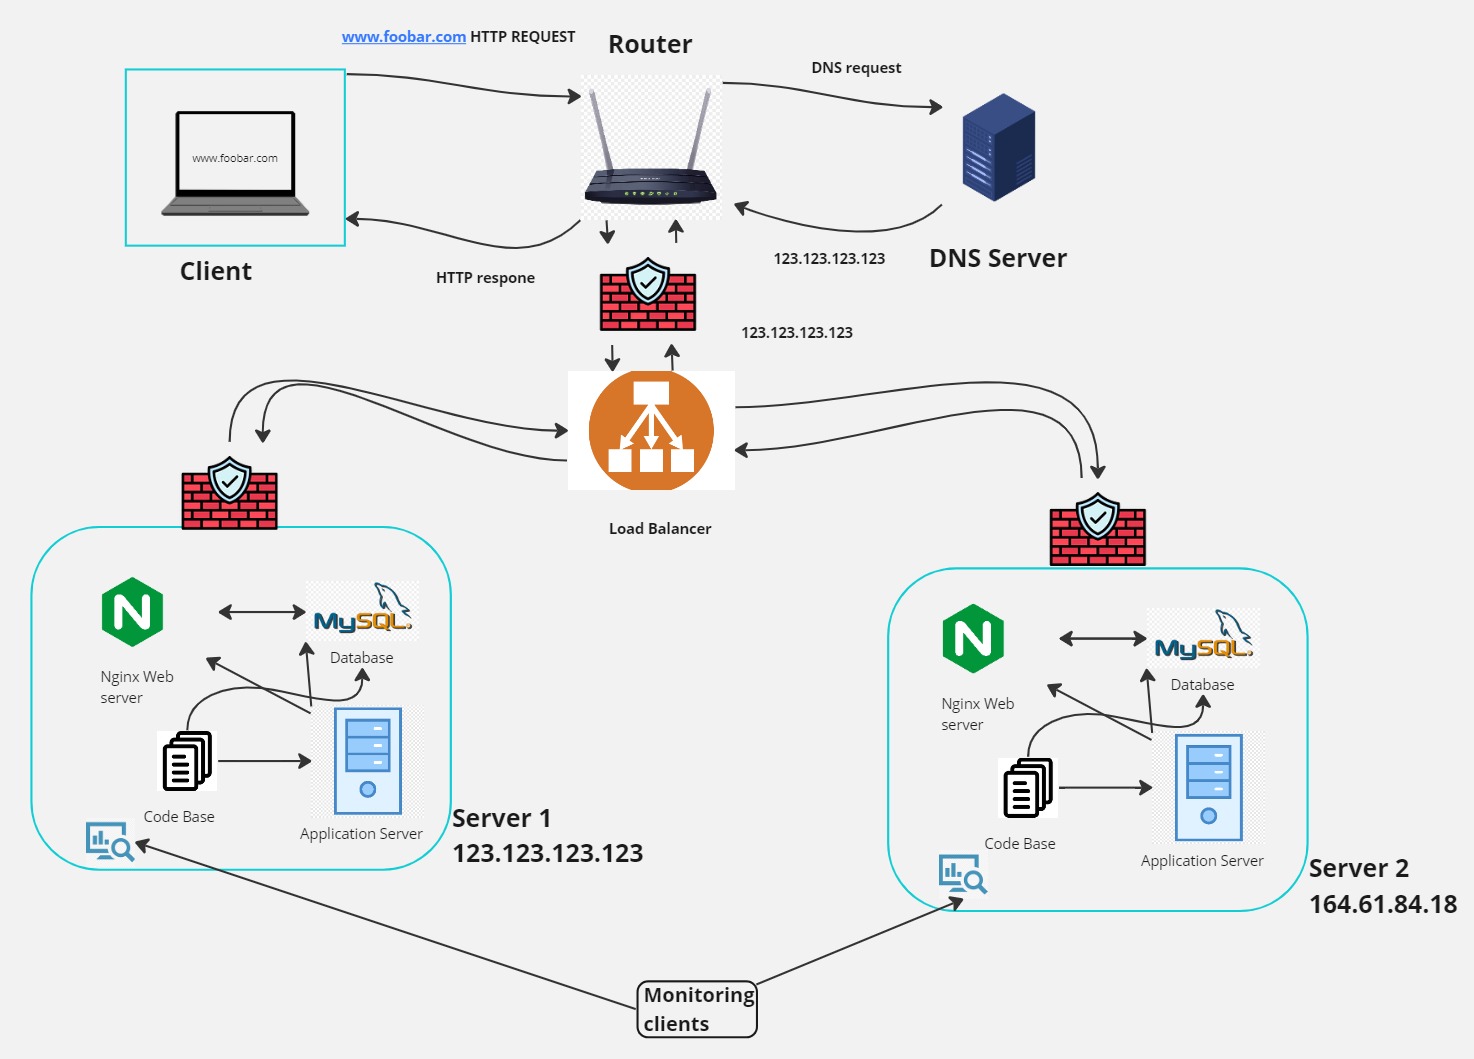 www.foobar.com HTTP REQUEST
Router
DNS request
www.foobar.com
Client
HTTP respone
123.123.123.123
DNS Server
123.123.123.123
Load Balancer
MySQL
Database
Nginx Web
server
Code Base
Application Server
Server 1
123.123.123.123
MySQL
Database
Nginx Web
server
Code Base
Application Server
Server 2
164.61.84.18
Monitoring
clients